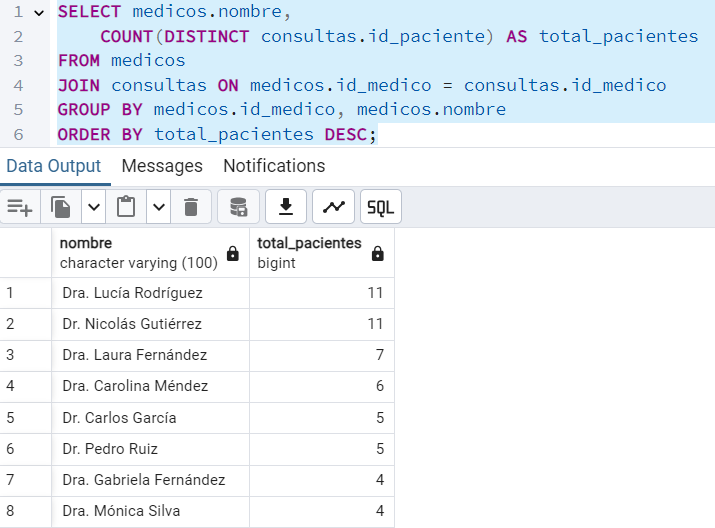 1 SELECT medicos.nombre,
2 COUNT(DISTINCT consultas.id_paciente) AS total_pacientes
3 FROM medicos
4 JOIN consultas ON medicos.id_medico = consultas.id_medico
5 GROUP BY medicos.id_medico, medicos.nombre
6 ORDER BY total_pacientes DESC;
Data Output Messages Notifications
SQL
nombre total_pacientes
character varying (100) bigint
1 Dra. Lucía Rodríguez 11
2 Dr. Nicolás Gutiérrez 11
3 Dra. Laura Fernández 7
4 Dra. Carolina Méndez 6
5 Dr. Carlos García 5
6 Dr. Pedro Ruiz 5
7 Dra. Gabriela Fernández 4
8 Dra. Mónica Silva 4